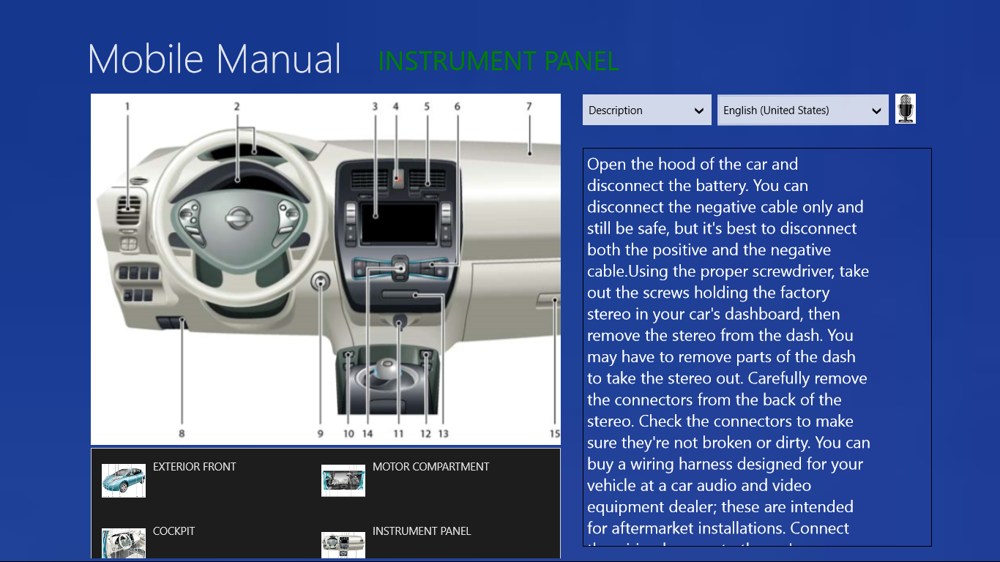 Mobile Manual INSTRUMENT PANEL
1 2 3 4 5 6 7
8 9 10 14 11 12 13 15
EXTERIOR FRONT MOTOR COMPARTMENT
COCKPIT INSTRUMENT PANEL
Description English (United States)
Open the hood of the car and
disconnect the battery. You can
disconnect the negative cable only and
still be safe, but it's best to disconnect
both the positive and the negative
cable.Using the proper screwdriver, take
out the screws holding the factory
stereo in your car's dashboard, then
remove the stereo from the dash. You
may have to remove parts of the dash
to take the stereo out. Carefully remove
the connectors from the back of the
stereo. Check the connectors to make
sure they're not broken or dirty. You can
buy a wiring harness designed for your
vehicle at a car audio and video
equipment dealer; these are intended
for aftermarket installations. Connect